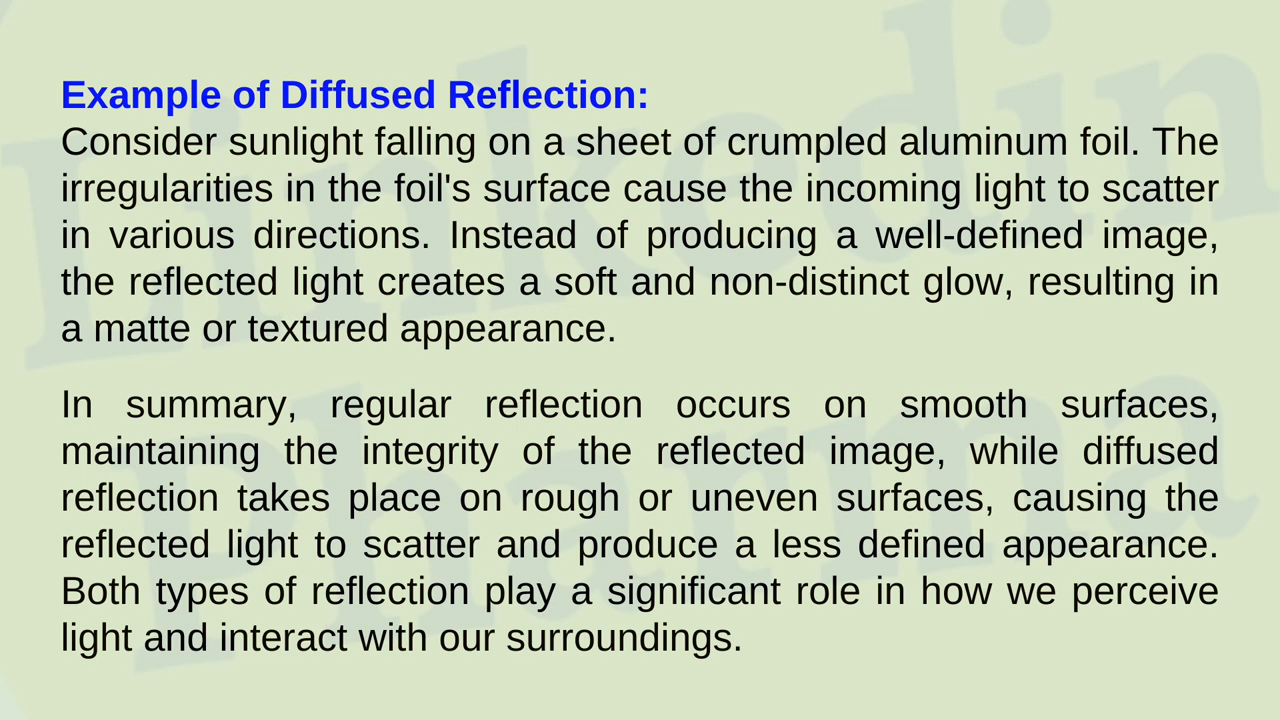 Example of Diffused Reflection:
Consider sunlight falling on a sheet of crumpled aluminum foil. The
irregularities in the foil's surface cause the incoming light to scatter
in various directions. Instead of producing a well-defined image,
the reflected light creates a soft and non-distinct glow, resulting in
a matte or textured appearance.
In summary, regular reflection occurs on smooth surfaces,
maintaining the integrity of the reflected image, while diffused
reflection takes place on rough or uneven surfaces, causing the
reflected light to scatter and produce a less defined appearance.
Both types of reflection play a significant role in how we perceive
light and interact with our surroundings.
Linkedin
Pharma